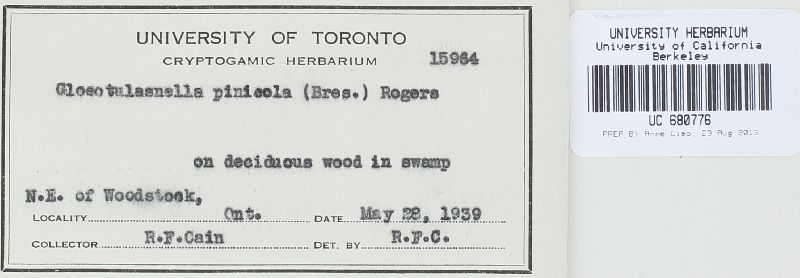 UNIVERSITY OF TORONTO
CRYPTOGAMIC HERBARIUM 15964
Gloeotulasnella pinicola (Bres.) Rogers
on deciduous wood in swamp
N.E. of Woodstock,
LOCALITY Ont. DATE May 28, 1939
COLLECTOR R.F.Cain DET. BY R.F.C.
UNIVERSITY HERBARIUM
University of California
Berkeley
UC 680776
PREP BY Anne Liao, 23 Aug 2013